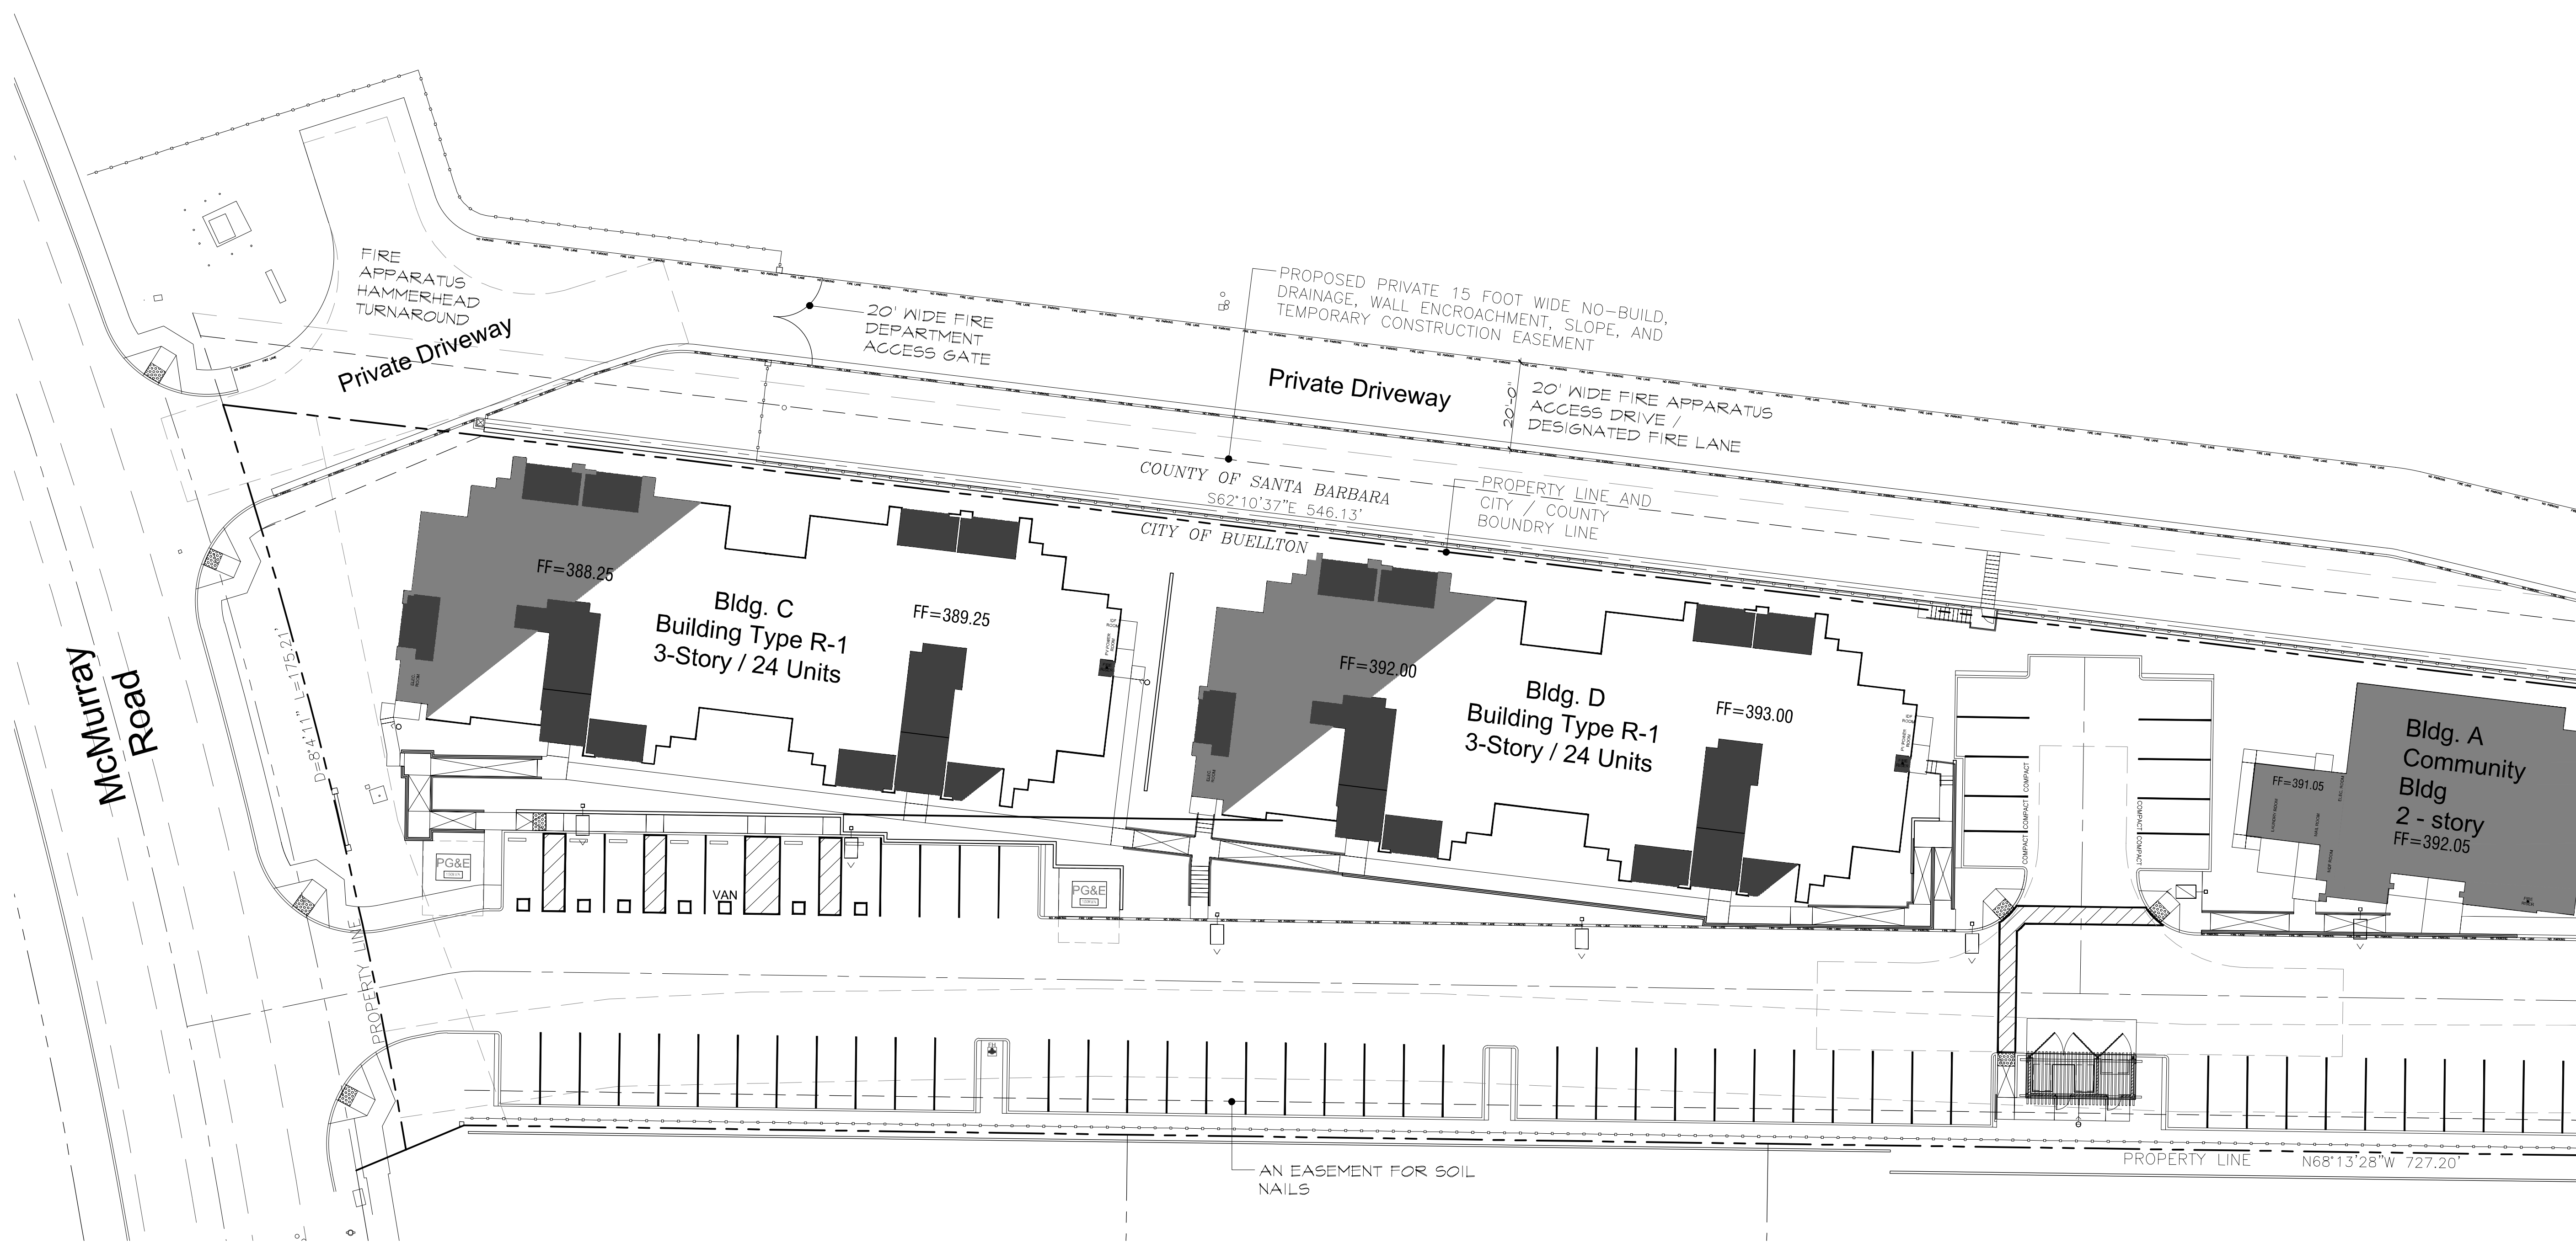 FIRE
APPARATUS
HAMMERHEAD
TURNAROUND
Private Driveway
20' WIDE FIRE
DEPARTMENT
ACCESS GATE
PROPOSED PRIVATE 15 FOOT WIDE NO-BUILD,
DRAINAGE, WALL ENCROACHMENT, SLOPE, AND
TEMPORARY CONSTRUCTION EASEMENT
Private Driveway
20'-0"
20' WIDE FIRE APPARATUS
ACCESS DRIVE /
DESIGNATED FIRE LANE
COUNTY OF SANTA BARBARA
S62°10'37"E 546.13'
CITY OF BUELLTON
PROPERTY LINE AND
CITY / COUNTY
BOUNDRY LINE
McMurray
Road
D=8°4'11" L=175.21'
PROPERTY LINE
FF=388.25
Bldg. C
Building Type R-1
3-Story / 24 Units
FF=389.25
FF=392.00
Bldg. D
Building Type R-1
3-Story / 24 Units
FF=393.00
Bldg. A
Community
Bldg
2 - story
FF=392.05
FF=391.05
COMPACT
COMPACT
COMPACT
COMPACT
COMPACT
PG&E
VAN
PG&E
FH
AN EASEMENT FOR SOIL
NAILS
PROPERTY LINE
N68°13'28"W 727.20'